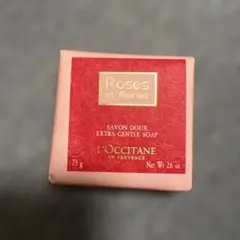 Roses
et Reines
SAVON DOUX
EXTRA-GENTLE SOAP
L'OCCITANE
EN PROVENCE
75 g Net Wt 2.6 oz.